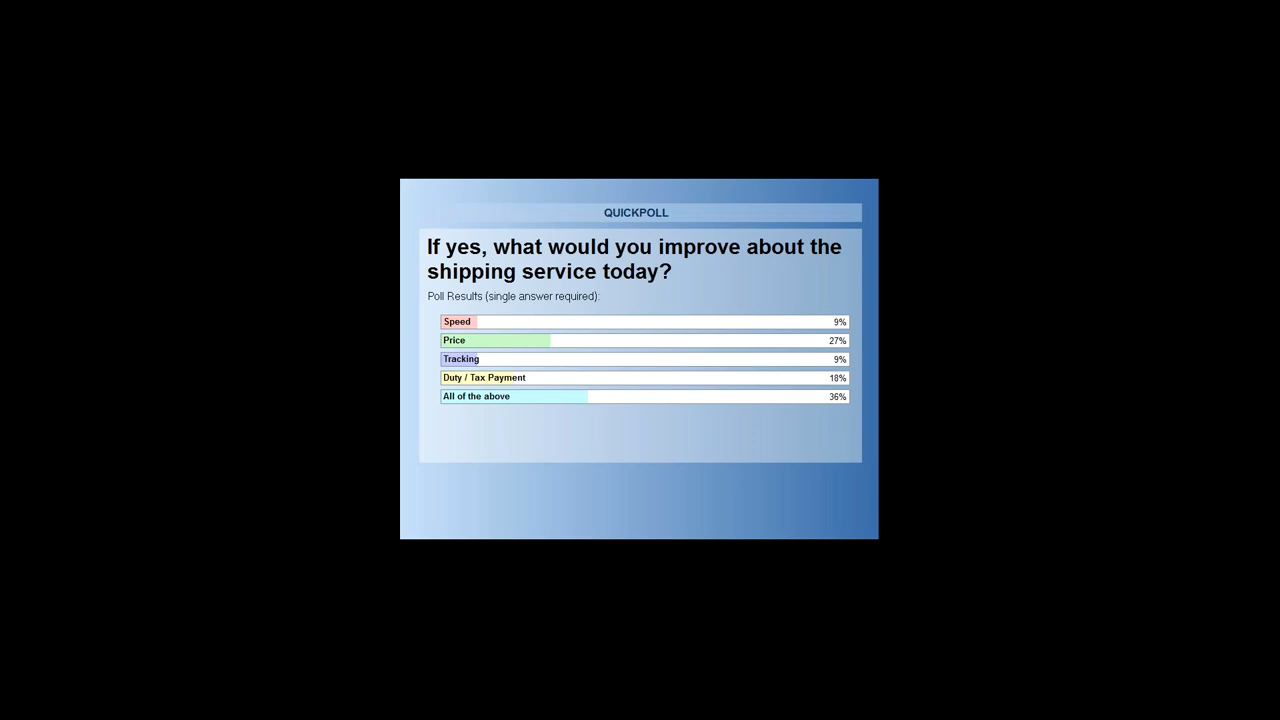 QUICKPOLL
If yes, what would you improve about the
shipping service today?
Poll Results (single answer required):
Speed 9%
Price 27%
Tracking 9%
Duty / Tax Payment 18%
All of the above 36%